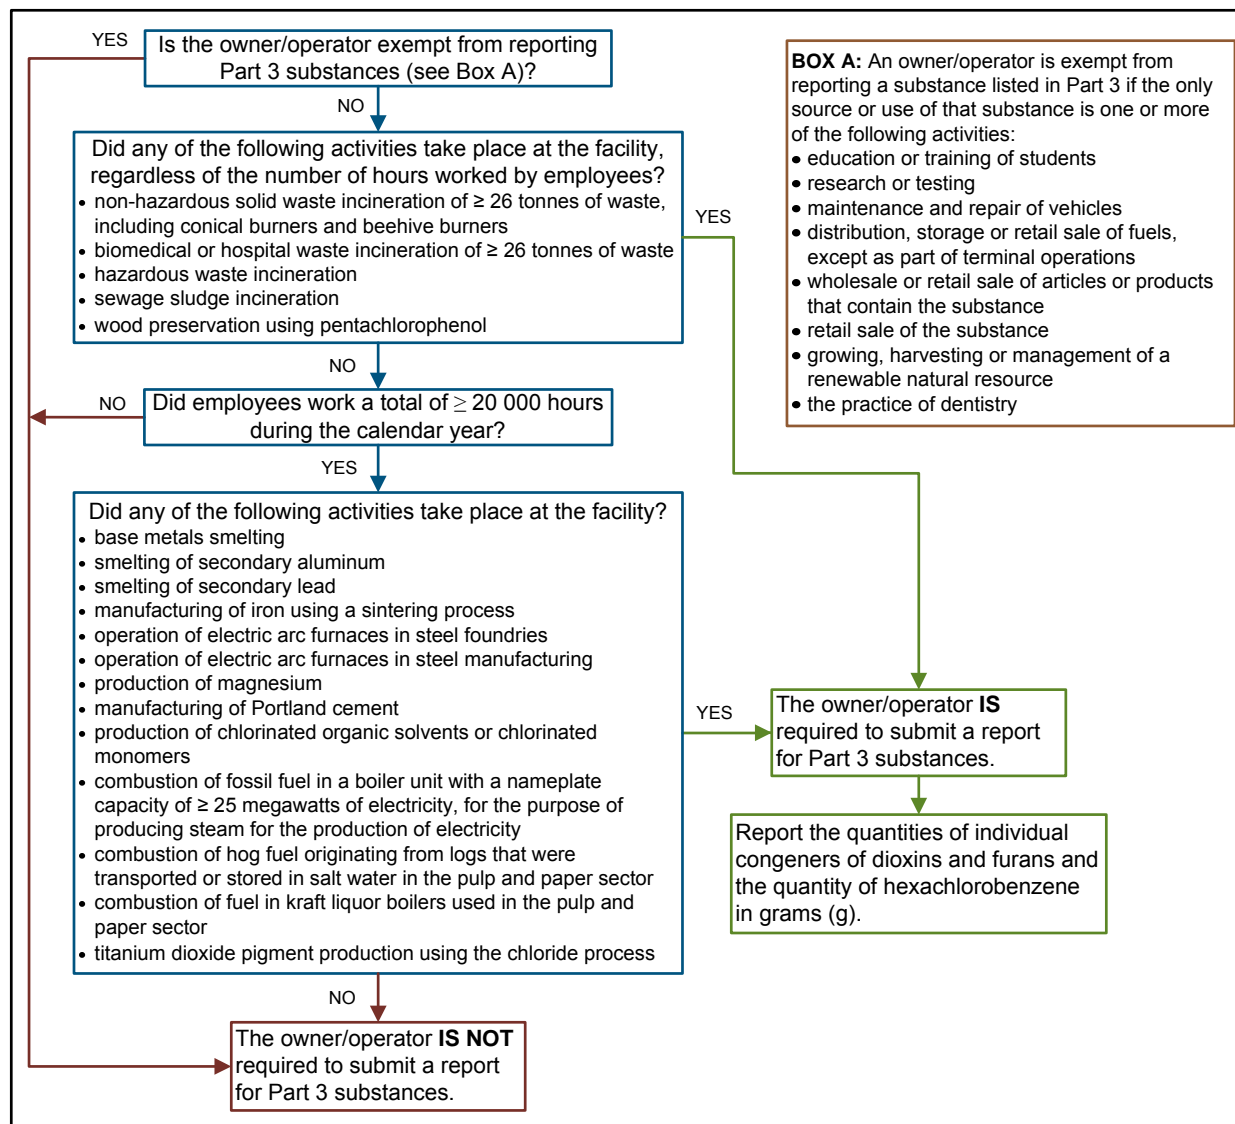 YES
Is the owner/operator exempt from reporting
Part 3 substances (see Box A)?
NO
Did any of the following activities take place at the facility,
regardless of the number of hours worked by employees?
• non-hazardous solid waste incineration of ≥ 26 tonnes of waste,
including conical burners and beehive burners
• biomedical or hospital waste incineration of ≥ 26 tonnes of waste
• hazardous waste incineration
• sewage sludge incineration
• wood preservation using pentachlorophenol
YES
NO
NO
Did employees work a total of ≥ 20 000 hours
during the calendar year?
YES
Did any of the following activities take place at the facility?
• base metals smelting
• smelting of secondary aluminum
• smelting of secondary lead
• manufacturing of iron using a sintering process
• operation of electric arc furnaces in steel foundries
• operation of electric arc furnaces in steel manufacturing
• production of magnesium
• manufacturing of Portland cement
• production of chlorinated organic solvents or chlorinated
monomers
• combustion of fossil fuel in a boiler unit with a nameplate
capacity of ≥ 25 megawatts of electricity, for the purpose of
producing steam for the production of electricity
• combustion of hog fuel originating from logs that were
transported or stored in salt water in the pulp and paper sector
• combustion of fuel in kraft liquor boilers used in the pulp and
paper sector
• titanium dioxide pigment production using the chloride process
YES
NO
The owner/operator IS NOT
required to submit a report
for Part 3 substances.
BOX A: An owner/operator is exempt from
reporting a substance listed in Part 3 if the only
source or use of that substance is one or more
of the following activities:
• education or training of students
• research or testing
• maintenance and repair of vehicles
• distribution, storage or retail sale of fuels,
except as part of terminal operations
• wholesale or retail sale of articles or products
that contain the substance
• retail sale of the substance
• growing, harvesting or management of a
renewable natural resource
• the practice of dentistry
The owner/operator IS
required to submit a report
for Part 3 substances.
Report the quantities of individual
congeners of dioxins and furans and
the quantity of hexachlorobenzene
in grams (g).